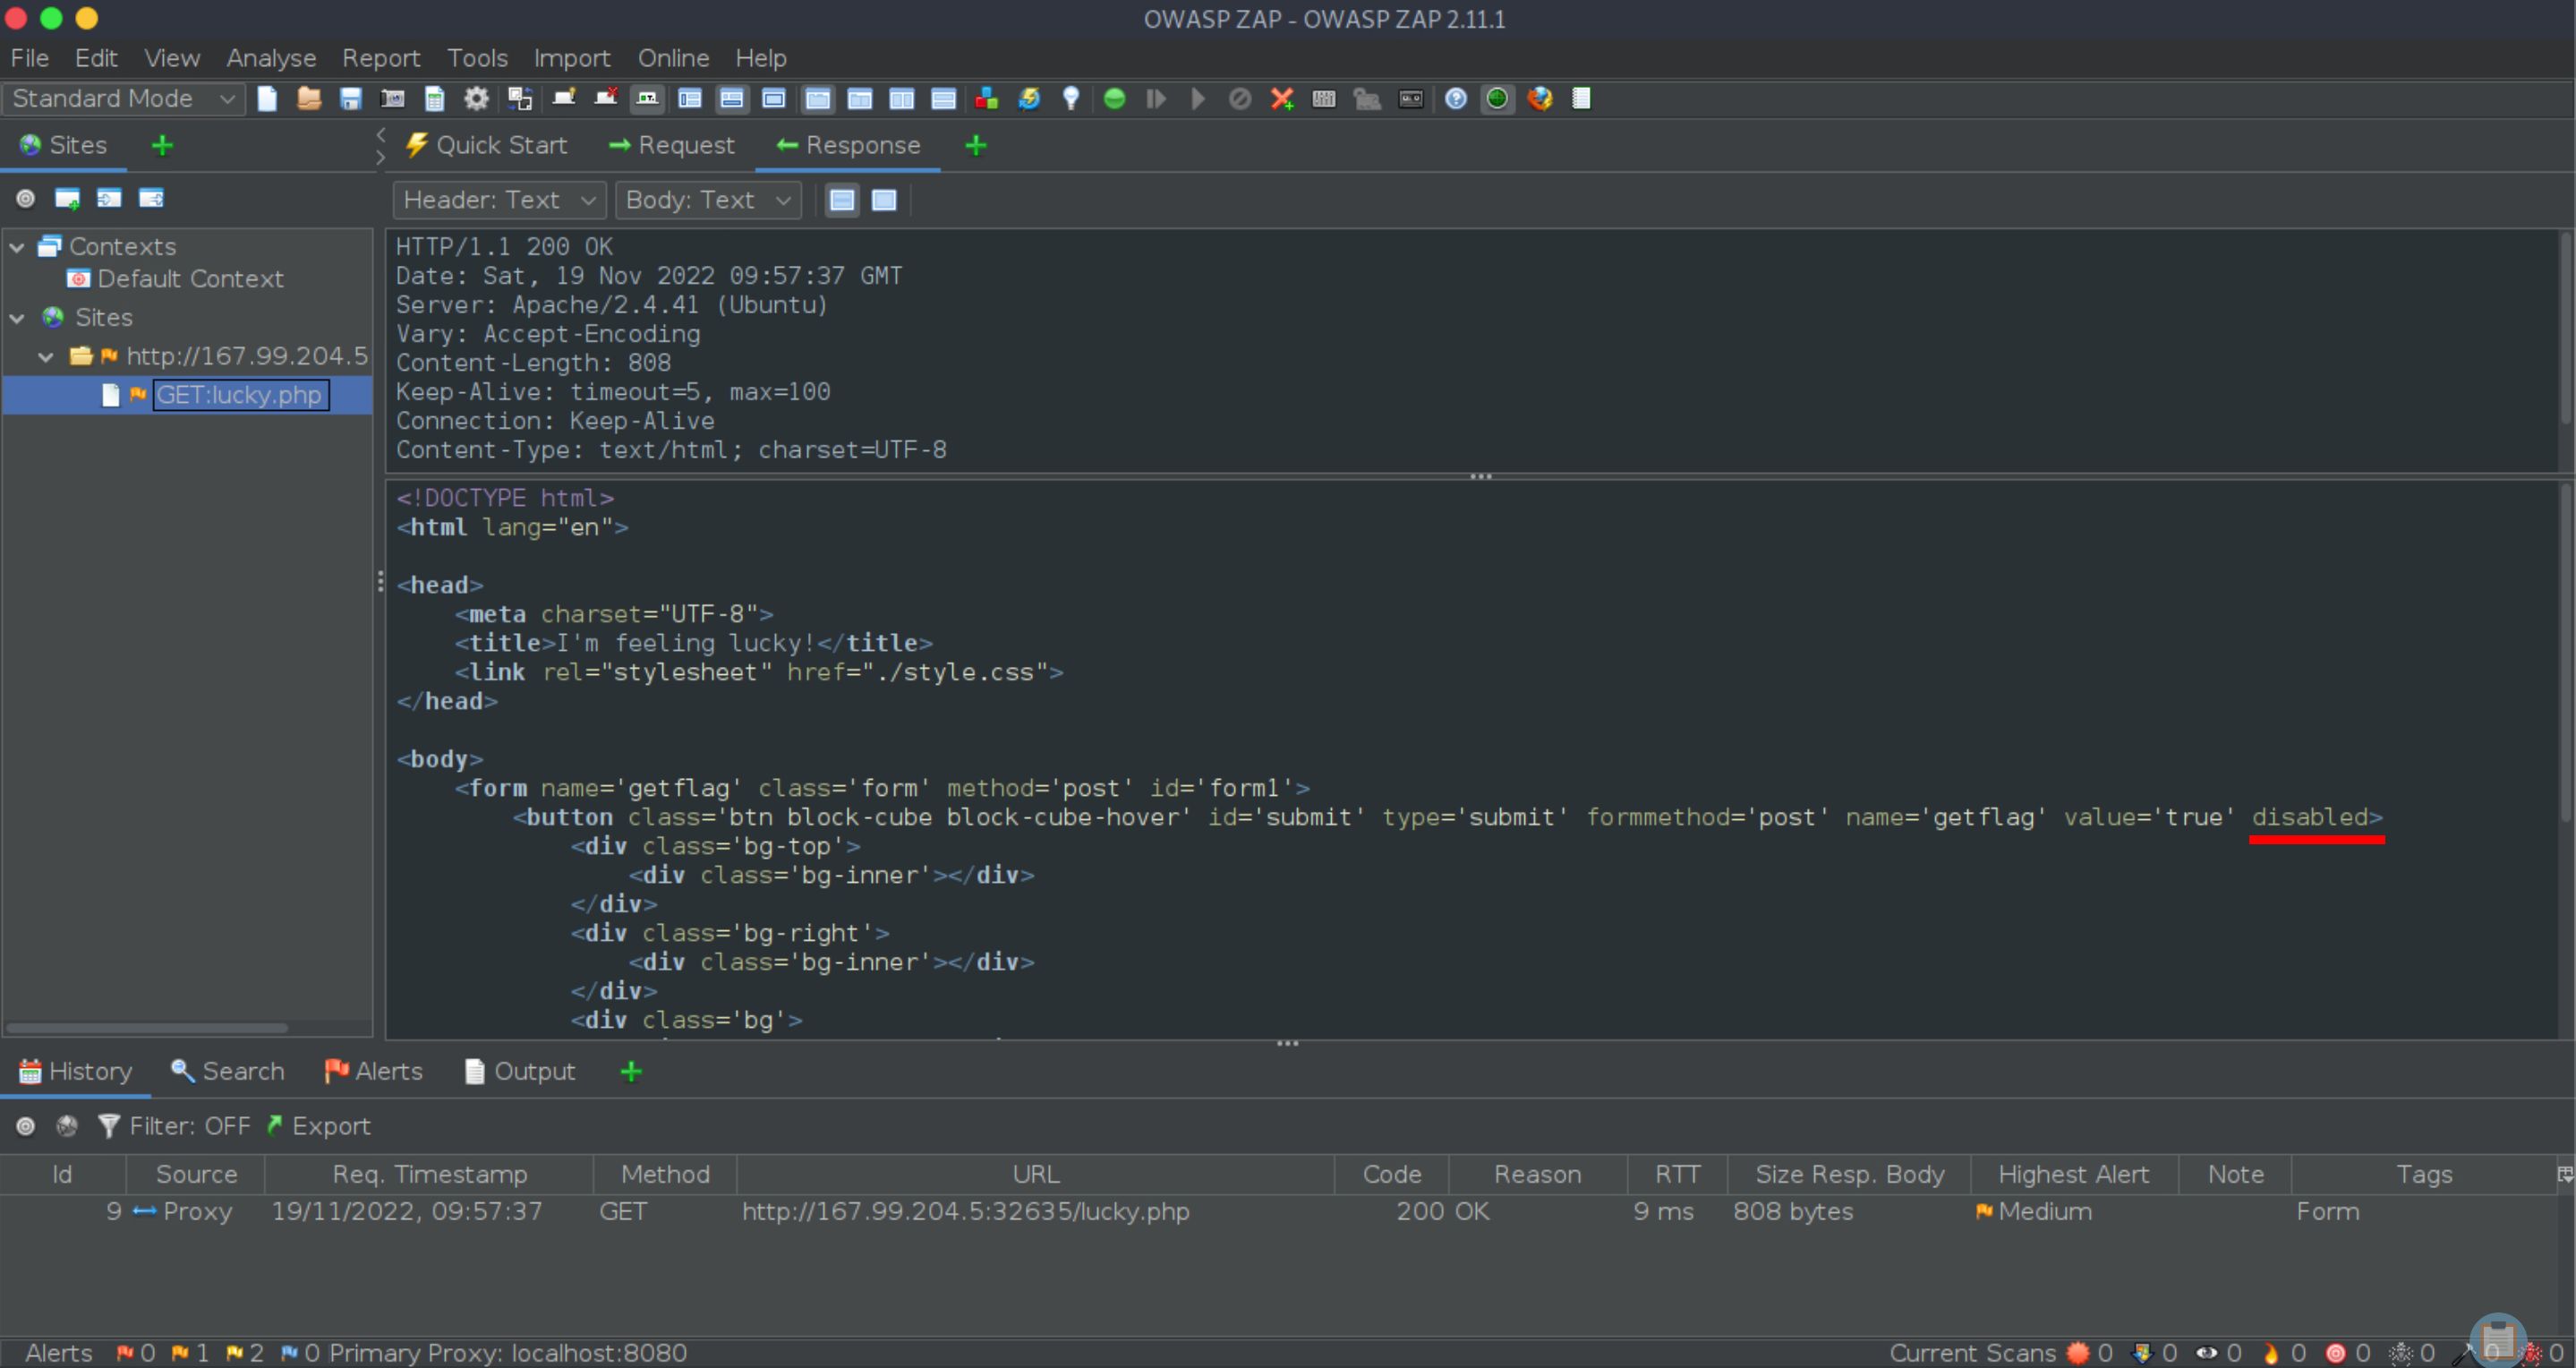 OWASP ZAP - OWASP ZAP 2.11.1
File Edit View Analyse Report Tools Import Online Help
Standard Mode
Sites
Quick Start Request Response
Header: Text Body: Text
Contexts
Default Context
Sites
http://167.99.204.5
GET:lucky.php
HTTP/1.1 200 OK
Date: Sat, 19 Nov 2022 09:57:37 GMT
Server: Apache/2.4.41 (Ubuntu)
Vary: Accept-Encoding
Content-Length: 808
Keep-Alive: timeout=5, max=100
Connection: Keep-Alive
Content-Type: text/html; charset=UTF-8
<!DOCTYPE html>
<html lang="en">
<head>
<meta charset="UTF-8">
<title>I'm feeling lucky!</title>
<link rel="stylesheet" href="./style.css">
</head>
<body>
<form name='getflag' class='form' method='post' id='form1'>
<button class='btn block-cube block-cube-hover' id='submit' type='submit' formmethod='post' name='getflag' value='true' disabled>
<div class='bg-top'>
<div class='bg-inner'></div>
</div>
<div class='bg-right'>
<div class='bg-inner'></div>
</div>
<div class='bg'>
History Search Alerts Output
Filter: OFF Export
Id Source Req. Timestamp Method URL Code Reason RTT Size Resp. Body Highest Alert Note Tags
9 Proxy 19/11/2022, 09:57:37 GET http://167.99.204.5:32635/lucky.php 200 OK 9 ms 808 bytes Medium Form
Alerts 0 1 2 0 Primary Proxy: localhost:8080 Current Scans 0 0 0 0 0 0 0 0